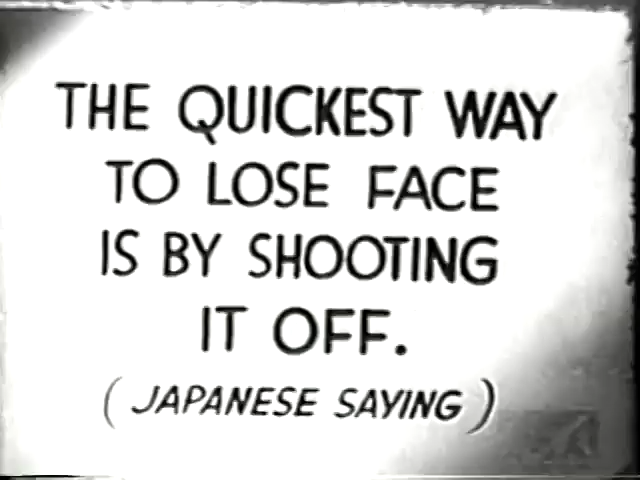 THE QUICKEST WAY
TO LOSE FACE
IS BY SHOOTING
IT OFF.
(JAPANESE SAYING)